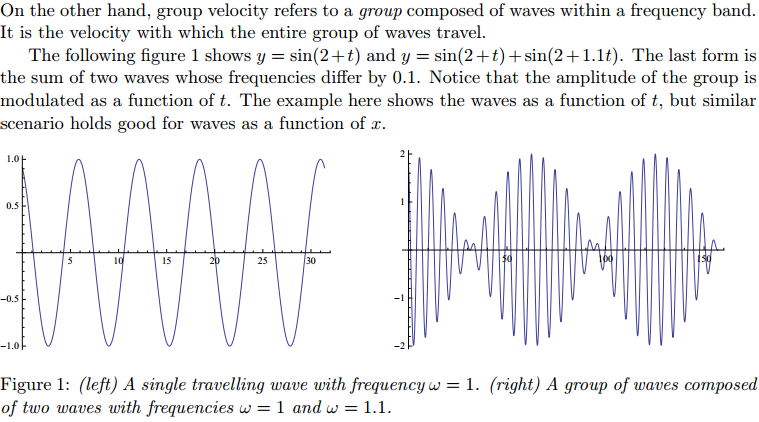 On the other hand, group velocity refers to a group composed of waves within a frequency band.
It is the velocity with which the entire group of waves travel.
The following figure 1 shows y = sin(2+t) and y = sin(2+t)+sin(2+1.1t). The last form is
the sum of two waves whose frequencies differ by 0.1. Notice that the amplitude of the group is
modulated as a function of t. The example here shows the waves as a function of t, but similar
scenario holds good for waves as a function of x.
1.0
0.5
-0.5
-1.0
5 10 15 20 25 30
2
1
-1
-2
50 100 150
Figure 1: (left) A single travelling wave with frequency ω = 1. (right) A group of waves composed
of two waves with frequencies ω = 1 and ω = 1.1.